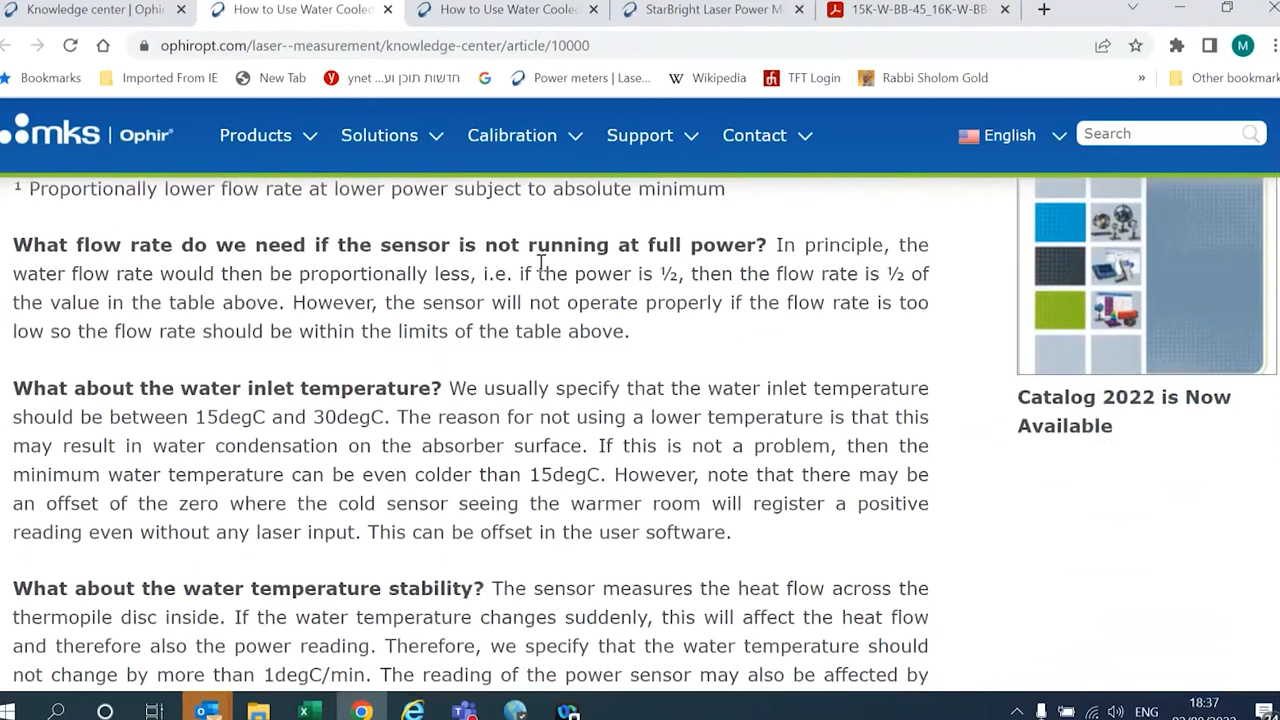 Knowledge center | Ophir
How to Use Water Cooled
How to Use Water Cooled
StarBright Laser Power M
15K-W-BB-45_16K-W-BB-
ophiropt.com/laser--measurement/knowledge-center/article/10000
M
Bookmarks
Imported From IE
New Tab
ynet חדשות תוכן וע...
Power meters | Lase...
Wikipedia
TFT Login
Rabbi Sholom Gold
»
Other bookmark
mks | Ophir
Products
Solutions
Calibration
Support
Contact
English
Search
¹ Proportionally lower flow rate at lower power subject to absolute minimum
What flow rate do we need if the sensor is not running at full power? In principle, the
water flow rate would then be proportionally less, i.e. if the power is ½, then the flow rate is ½ of
the value in the table above. However, the sensor will not operate properly if the flow rate is too
low so the flow rate should be within the limits of the table above.
What about the water inlet temperature? We usually specify that the water inlet temperature
should be between 15degC and 30degC. The reason for not using a lower temperature is that this
may result in water condensation on the absorber surface. If this is not a problem, then the
minimum water temperature can be even colder than 15degC. However, note that there may be
an offset of the zero where the cold sensor seeing the warmer room will register a positive
reading even without any laser input. This can be offset in the user software.
What about the water temperature stability? The sensor measures the heat flow across the
thermopile disc inside. If the water temperature changes suddenly, this will affect the heat flow
and therefore also the power reading. Therefore, we specify that the water temperature should
not change by more than 1degC/min. The reading of the power sensor may also be affected by
Catalog 2022 is Now
Available
ENG
18:37